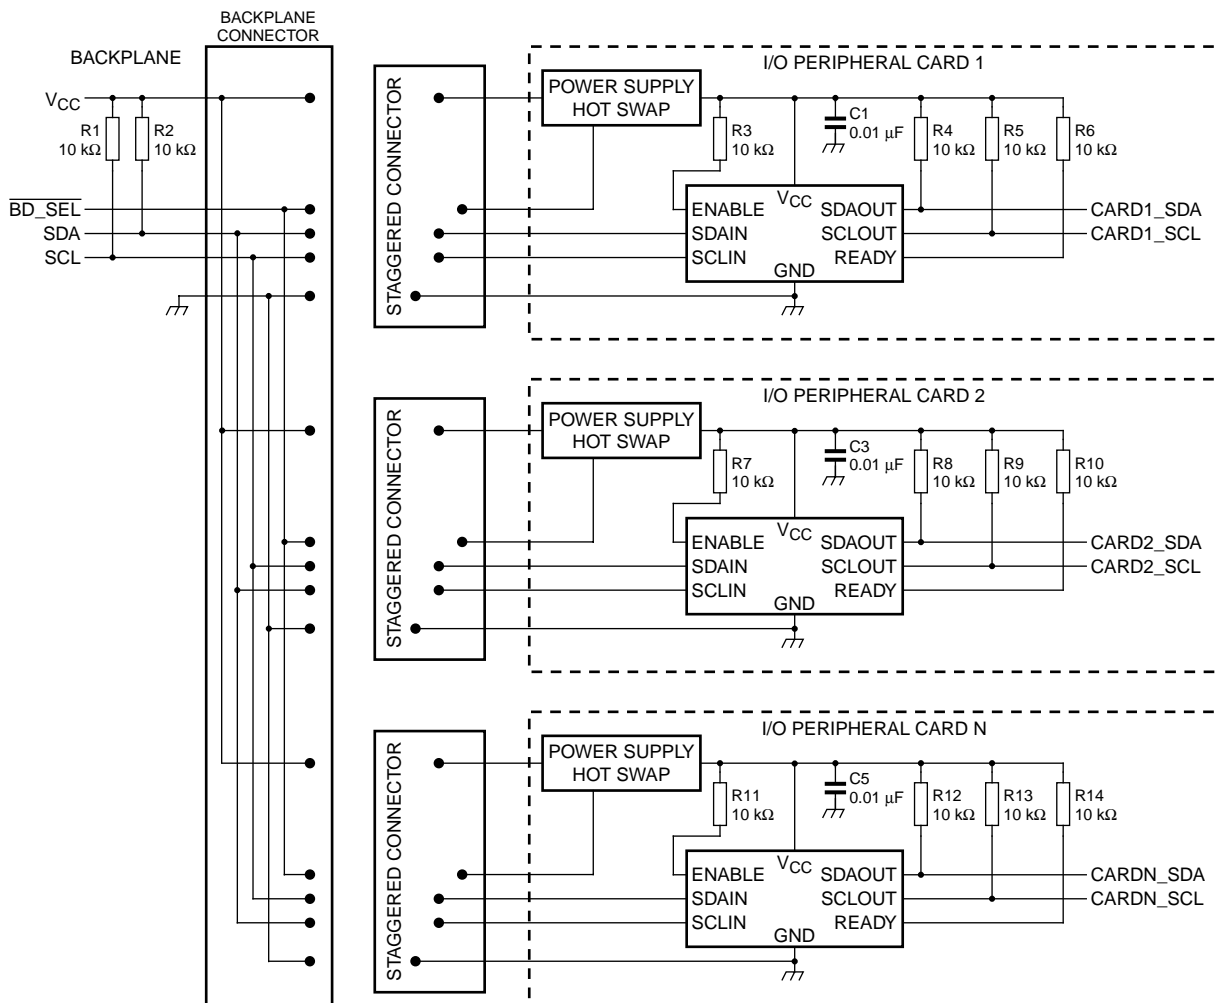 BACKPLANE
CONNECTOR
BACKPLANE
VCC
R1
10 kΩ
R2
10 kΩ
BD_SEL
SDA
SCL
STAGGERED CONNECTOR
I/O PERIPHERAL CARD 1
POWER SUPPLY
HOT SWAP
R3
10 kΩ
C1
0.01 μF
R4
10 kΩ
R5
10 kΩ
R6
10 kΩ
VCC
ENABLE
SDAIN
SCLIN
GND
SDAOUT
SCLOUT
READY
CARD1_SDA
CARD1_SCL
STAGGERED CONNECTOR
I/O PERIPHERAL CARD 2
POWER SUPPLY
HOT SWAP
R7
10 kΩ
C3
0.01 μF
R8
10 kΩ
R9
10 kΩ
R10
10 kΩ
VCC
ENABLE
SDAIN
SCLIN
GND
SDAOUT
SCLOUT
READY
CARD2_SDA
CARD2_SCL
STAGGERED CONNECTOR
I/O PERIPHERAL CARD N
POWER SUPPLY
HOT SWAP
R11
10 kΩ
C5
0.01 μF
R12
10 kΩ
R13
10 kΩ
R14
10 kΩ
VCC
ENABLE
SDAIN
SCLIN
GND
SDAOUT
SCLOUT
READY
CARDN_SDA
CARDN_SCL